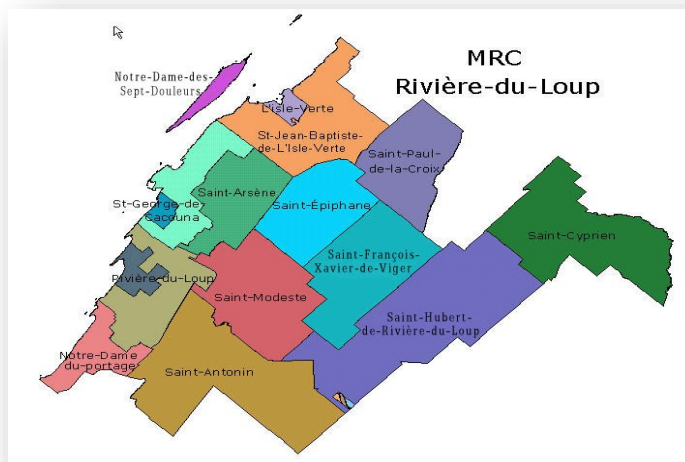 MRC
Rivière-du-Loup
Notre-Dame-des-
Sept-Douleurs
L'isle-Verte
St-Jean-Baptiste-
de-L'Isle-Verte
Saint-Paul-
de-la-Croix
Saint-Arsène
St-George-de-
Cacouna
Saint-Épiphane
Saint-Cyprien
Saint-François-
Xavier-de-Viger
Rivière-du-Loup
Saint-Modeste
Saint-Hubert-
de-Rivière-du-Loup
Notre-Dame
du-portage
Saint-Antonin